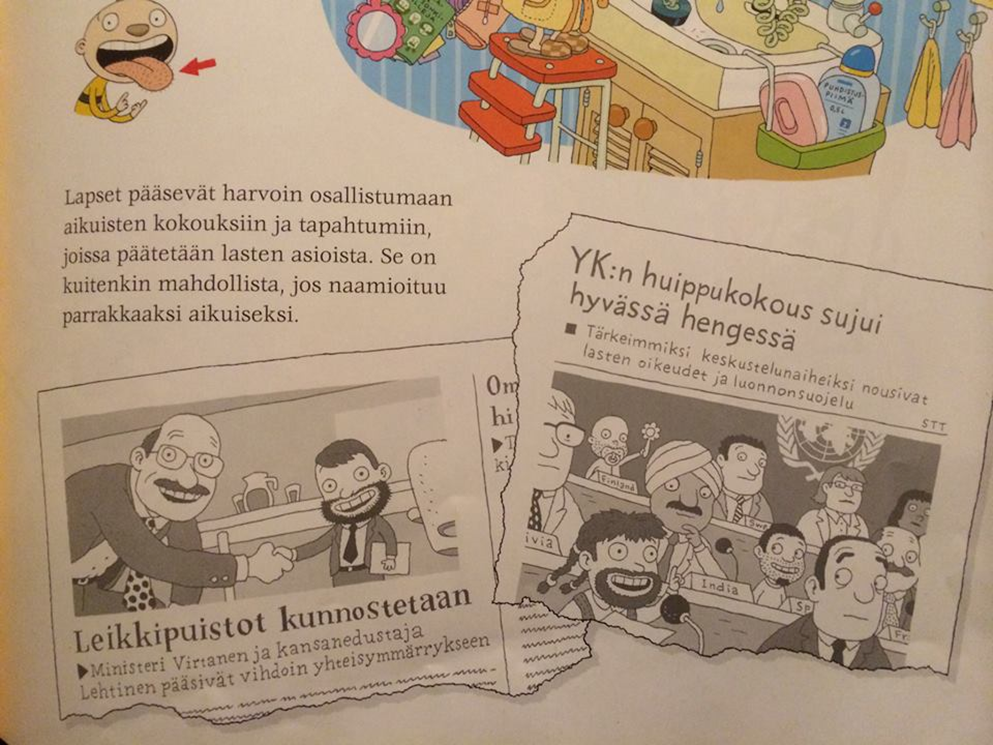 PUHDISTUS-
PIIMÄ
Lapset pääsevät harvoin osallistumaan
aikuisten kokouksiin ja tapahtumiin,
joissa päätetään lasten asioista. Se on
kuitenkin mahdollista, jos naamioituu
parrakkaaksi aikuiseksi.
YK:n huippukokous sujui
hyvässä hengessä
■ Tärkeimmiksi keskustelunaiheiksi nousivat
lasten oikeudet ja luonnonsuojelu
STT
Finland
Swe
ivia
India
Sp
Fr
Om
hi
▶T
ki
Leikkipuistot kunnostetaan
▶Ministeri Virtanen ja kansanedustaja
Lehtinen pääsivät vihdoin yhteisymmärrykseen